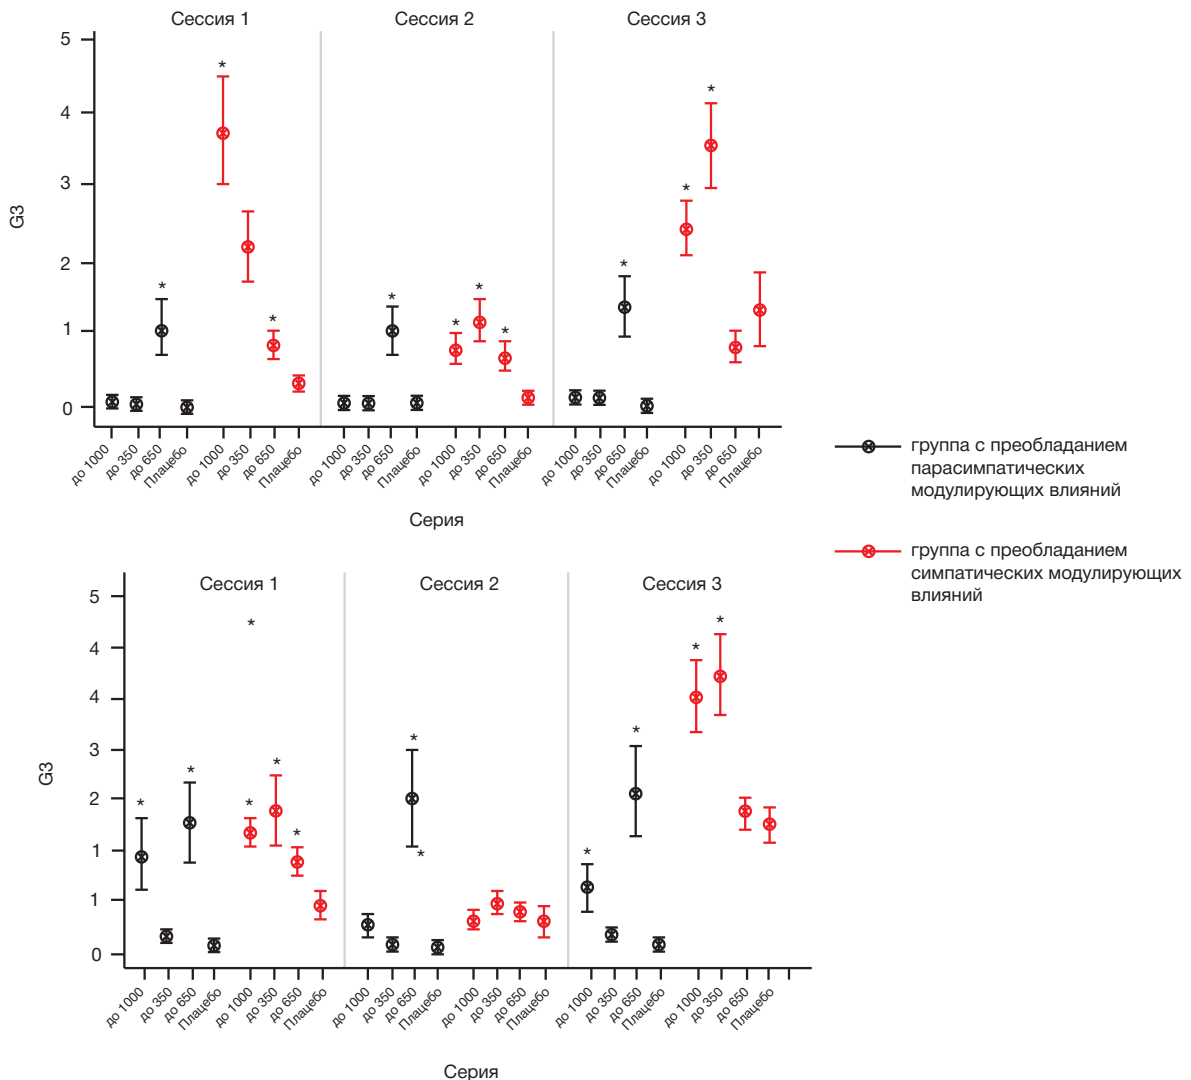 Сессия 1
Сессия 2
Сессия 3
5
4
3
2
1
0
G3
*
*
*
*
*
*
*
*
*
*
до 1000
до 350
до 650
Плацебо
до 1000
до 350
до 650
Плацебо
до 1000
до 350
до 650
Плацебо
до 1000
до 350
до 650
Плацебо
до 1000
до 350
до 650
Плацебо
до 1000
до 350
до 650
Плацебо
Серия
группа с преобладанием
парасимпатических
модулирующих влияний
группа с преобладанием
симпатических модулирующих
влияний
Сессия 1
Сессия 2
Сессия 3
5
4
4
3
2
1
1
0
G3
*
*
*
*
*
*
*
*
*
*
*
*
до 1000
до 350
до 650
Плацебо
до 1000
до 350
до 650
Плацебо
до 1000
до 350
до 650
Плацебо
до 1000
до 350
до 650
Плацебо
до 1000
до 350
до 650
Плацебо
до 1000
до 350
до 650
Плацебо
Серия